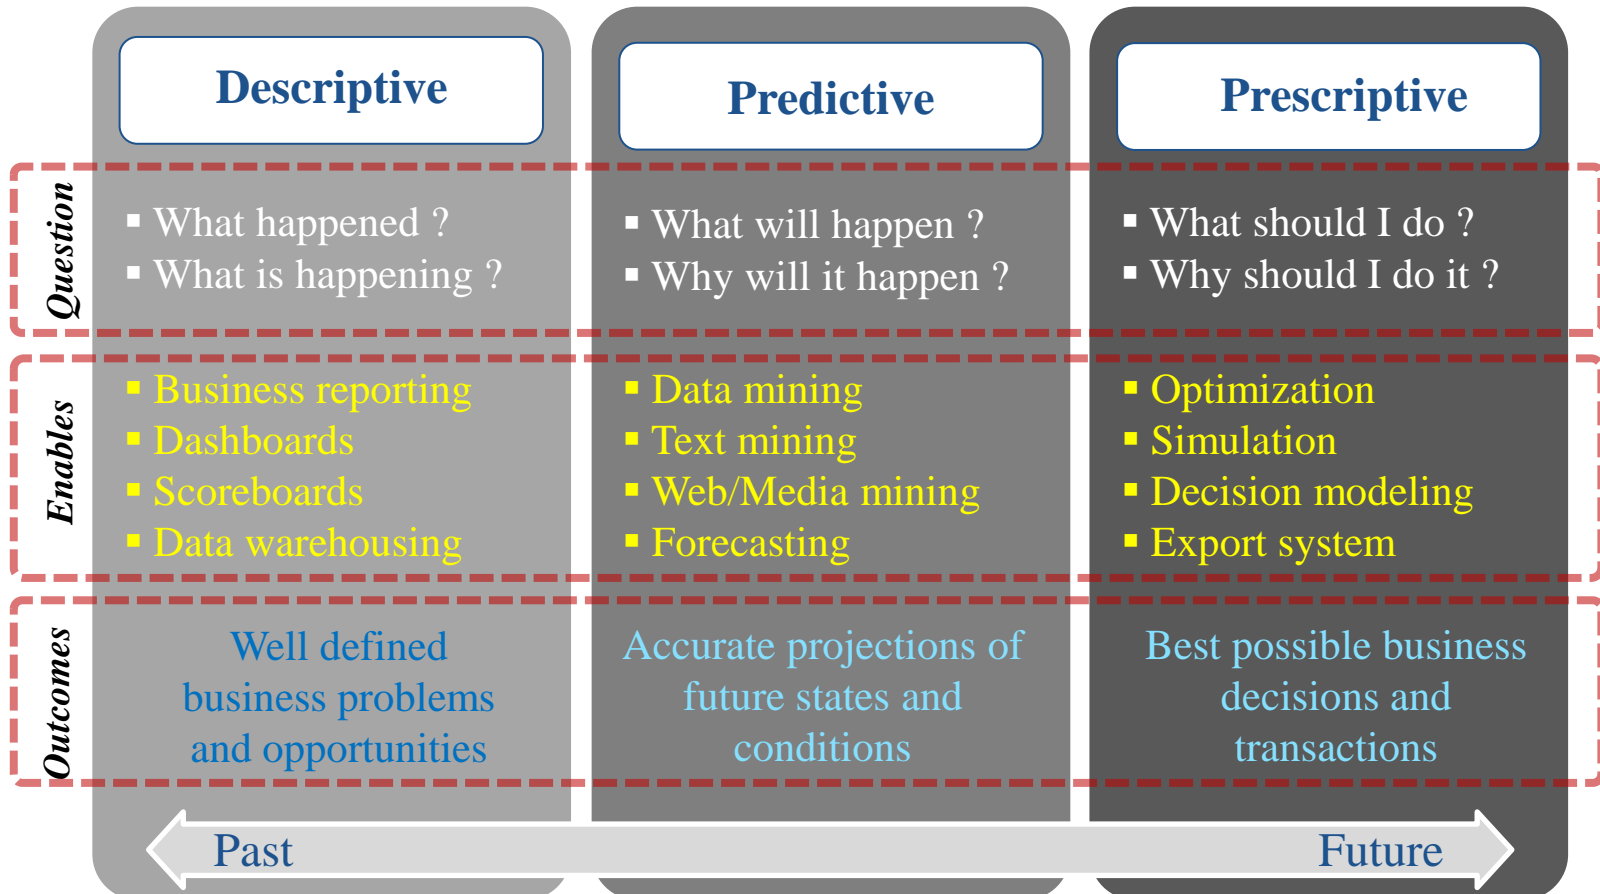 Descriptive
Predictive
Prescriptive
Question
▪ What happened ?
▪ What is happening ?
▪ What will happen ?
▪ Why will it happen ?
▪ What should I do ?
▪ Why should I do it ?
Enables
▪ Business reporting
▪ Dashboards
▪ Scoreboards
▪ Data warehousing
▪ Data mining
▪ Text mining
▪ Web/Media mining
▪ Forecasting
▪ Optimization
▪ Simulation
▪ Decision modeling
▪ Export system
Outcomes
Well defined
business problems
and opportunities
Accurate projections of
future states and
conditions
Best possible business
decisions and
transactions
Past
Future